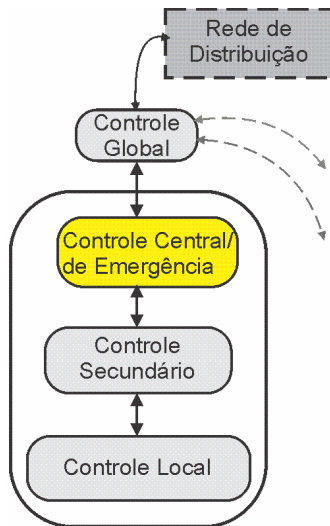 Rede de
Distribuição
Controle
Global
Controle Central/
de Emergência
Controle
Secundário
Controle Local